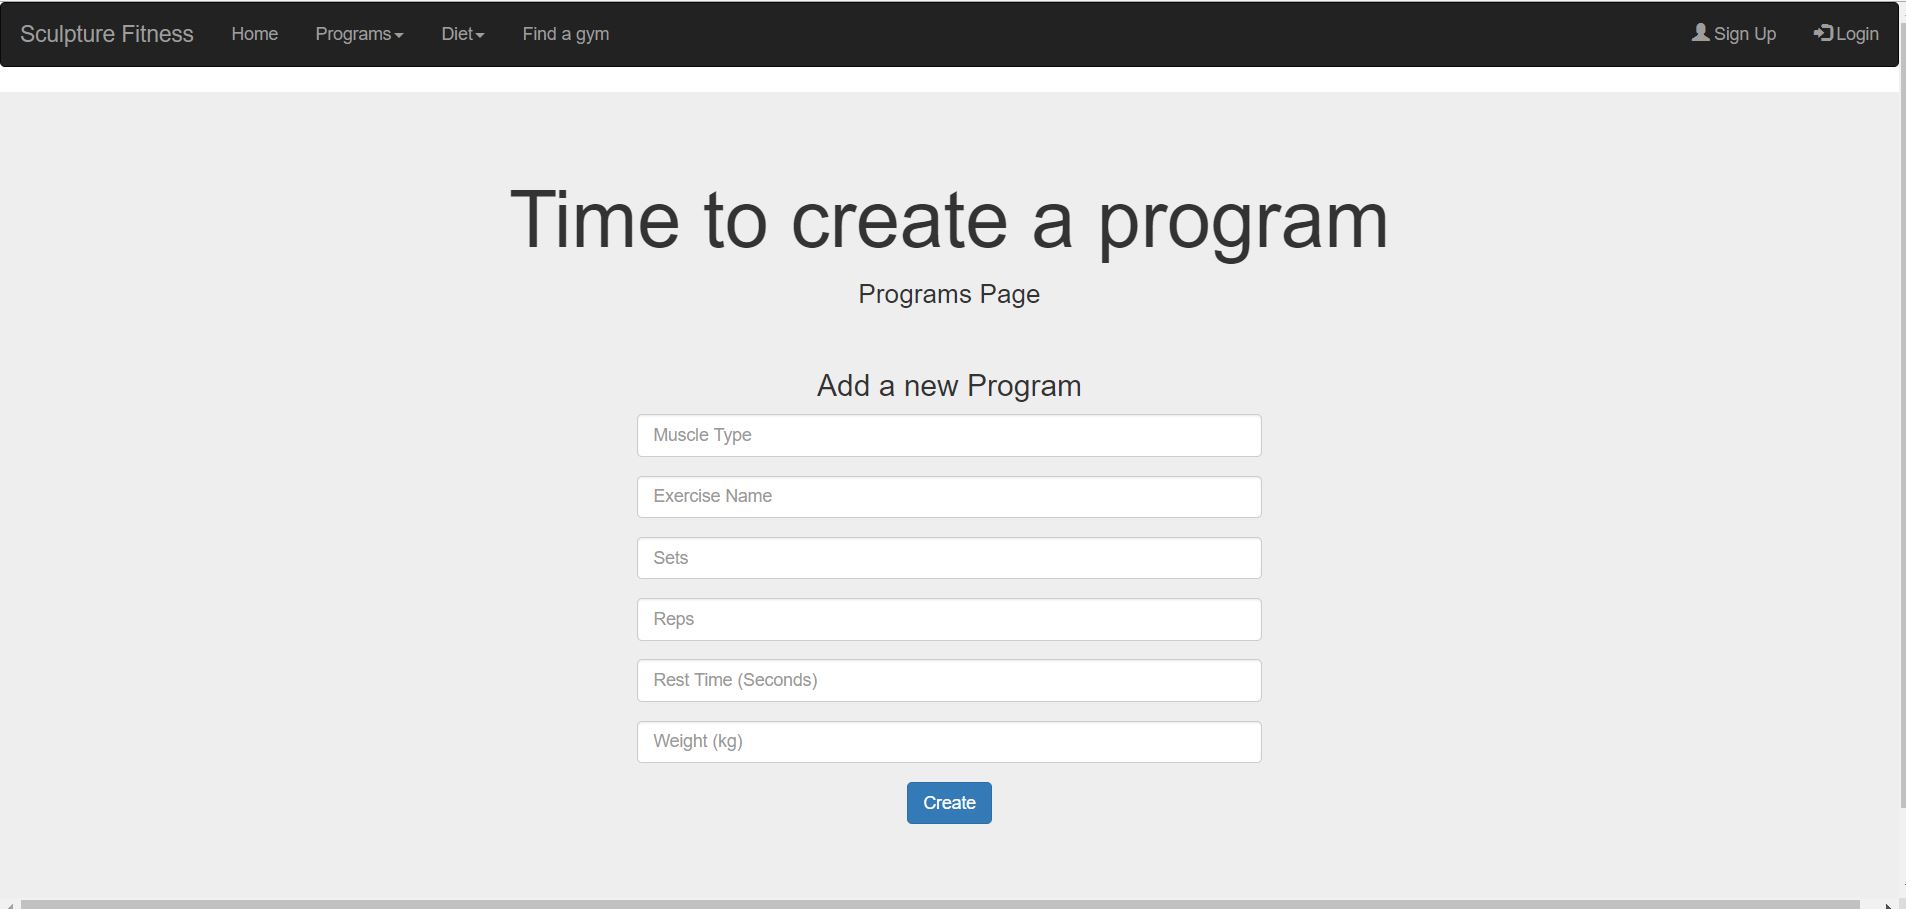 Sculpture Fitness Home Programs Diet Find a gym Sign Up Login
Time to create a program
Programs Page
Add a new Program
Muscle Type
Exercise Name
Sets
Reps
Rest Time (Seconds)
Weight (kg)
Create